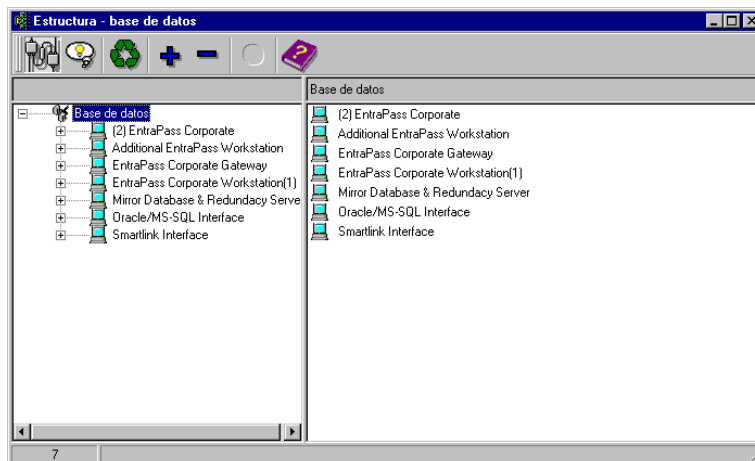 Estructura - base de datos
Base de datos
Base de datos
(2) EntraPass Corporate
Additional EntraPass Workstation
EntraPass Corporate Gateway
EntraPass Corporate Workstation(1)
Mirror Database & Redundacy Serve
Oracle/MS-SQL Interface
Smartlink Interface
(2) EntraPass Corporate
Additional EntraPass Workstation
EntraPass Corporate Gateway
EntraPass Corporate Workstation(1)
Mirror Database & Redundacy Server
Oracle/MS-SQL Interface
Smartlink Interface
7